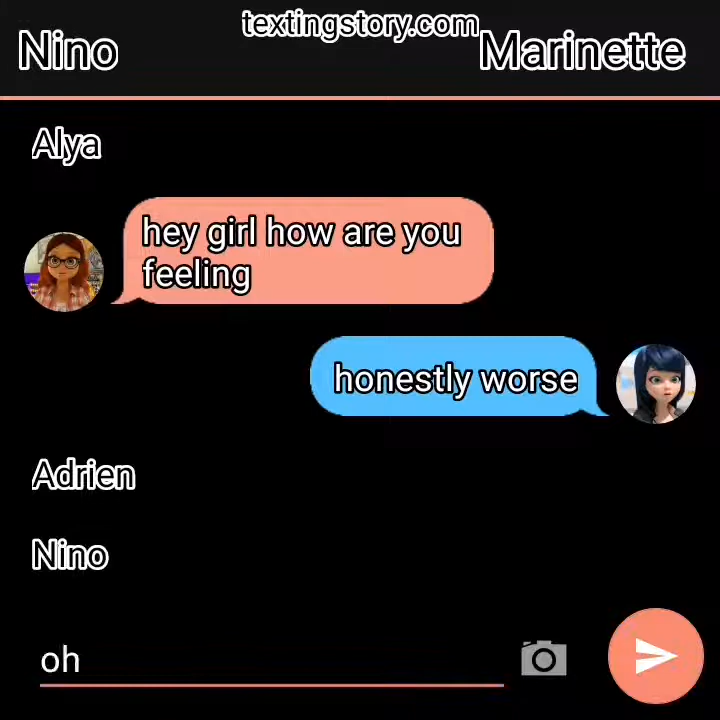 textingstory.com
Nino
Marinette
Alya
hey girl how are you
feeling
honestly worse
Adrien
Nino
oh